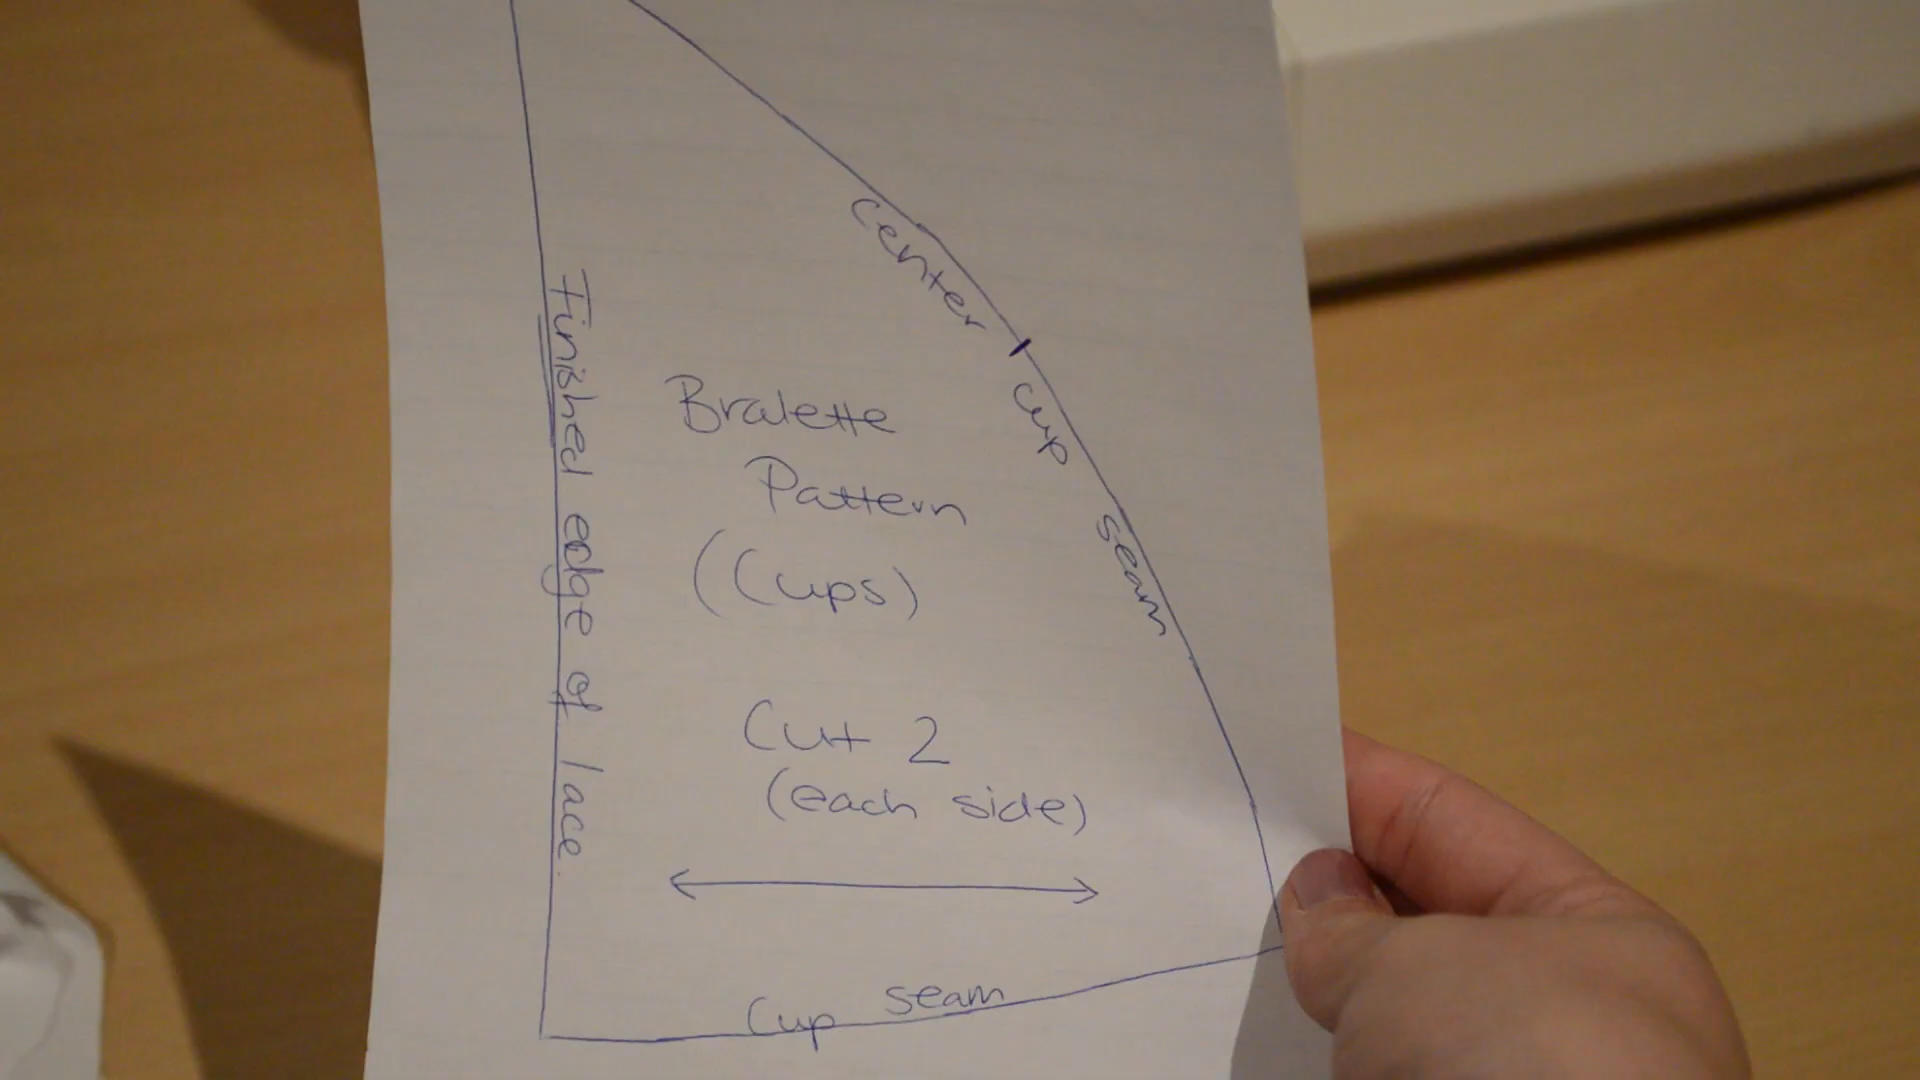 center cup seam
Finished edge of lace.
Bralette
Pattern
(Cups)
Cut 2
(each side)
Cup seam